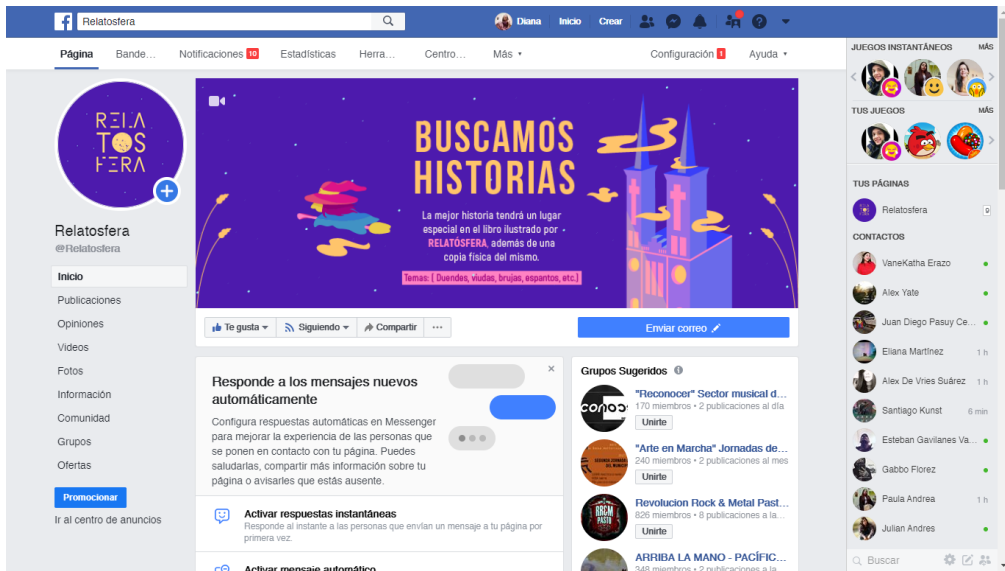 Relatosfera
Diana
Inicio
Crear
Página
Bande...
Notificaciones 10
Estadísticas
Herra...
Centro...
Más
Configuración 1
Ayuda
RELA
TOS
FERA
Relatosfera
@Relatosfera
Inicio
Publicaciones
Opiniones
Videos
Fotos
Información
Comunidad
Grupos
Ofertas
Promocionar
Ir al centro de anuncios
BUSCAMOS
HISTORIAS
La mejor historia tendrá un lugar
especial en el libro ilustrado por
RELATÓSFERA, además de una
copia física del mismo.
Temas: ( Duendes, viudas, brujas, espantos, etc.)
Te gusta
Siguiendo
Compartir
Enviar correo
Responde a los mensajes nuevos
automáticamente
Configura respuestas automáticas en Messenger
para mejorar la experiencia de las personas que
se ponen en contacto con tu página. Puedes
saludarlas, compartir más información sobre tu
página o avisarles que estás ausente.
Activar respuestas instantáneas
Responde al instante a las personas que envían un mensaje a tu página por
primera vez.
Activar mensaje automático
Grupos Sugeridos
conoce
"Reconocer" Sector musical d...
170 miembros • 2 publicaciones al día
Unirte
"Arte en Marcha" Jornadas de...
240 miembros • 2 publicaciones al mes
Unirte
RRCM
PASTO
Revolucion Rock & Metal Past...
826 miembros • 8 publicaciones a la...
Unirte
ARRIBA LA MANO - PACÍFIC...
348 miembros • 2 publicaciones a la
JUEGOS INSTANTÁNEOS
MÁS
TUS JUEGOS
MÁS
TUS PÁGINAS
Relatosfera
9
CONTACTOS
VaneKatha Erazo
Alex Yate
Juan Diego Pasuy Ce...
Eliana Martínez 1 h
Alex De Vries Suárez 1 h
Santiago Kunst 6 min
Esteban Gavilanes Va...
Gabbo Florez
Paula Andrea 1 h
Julian Andres
Buscar